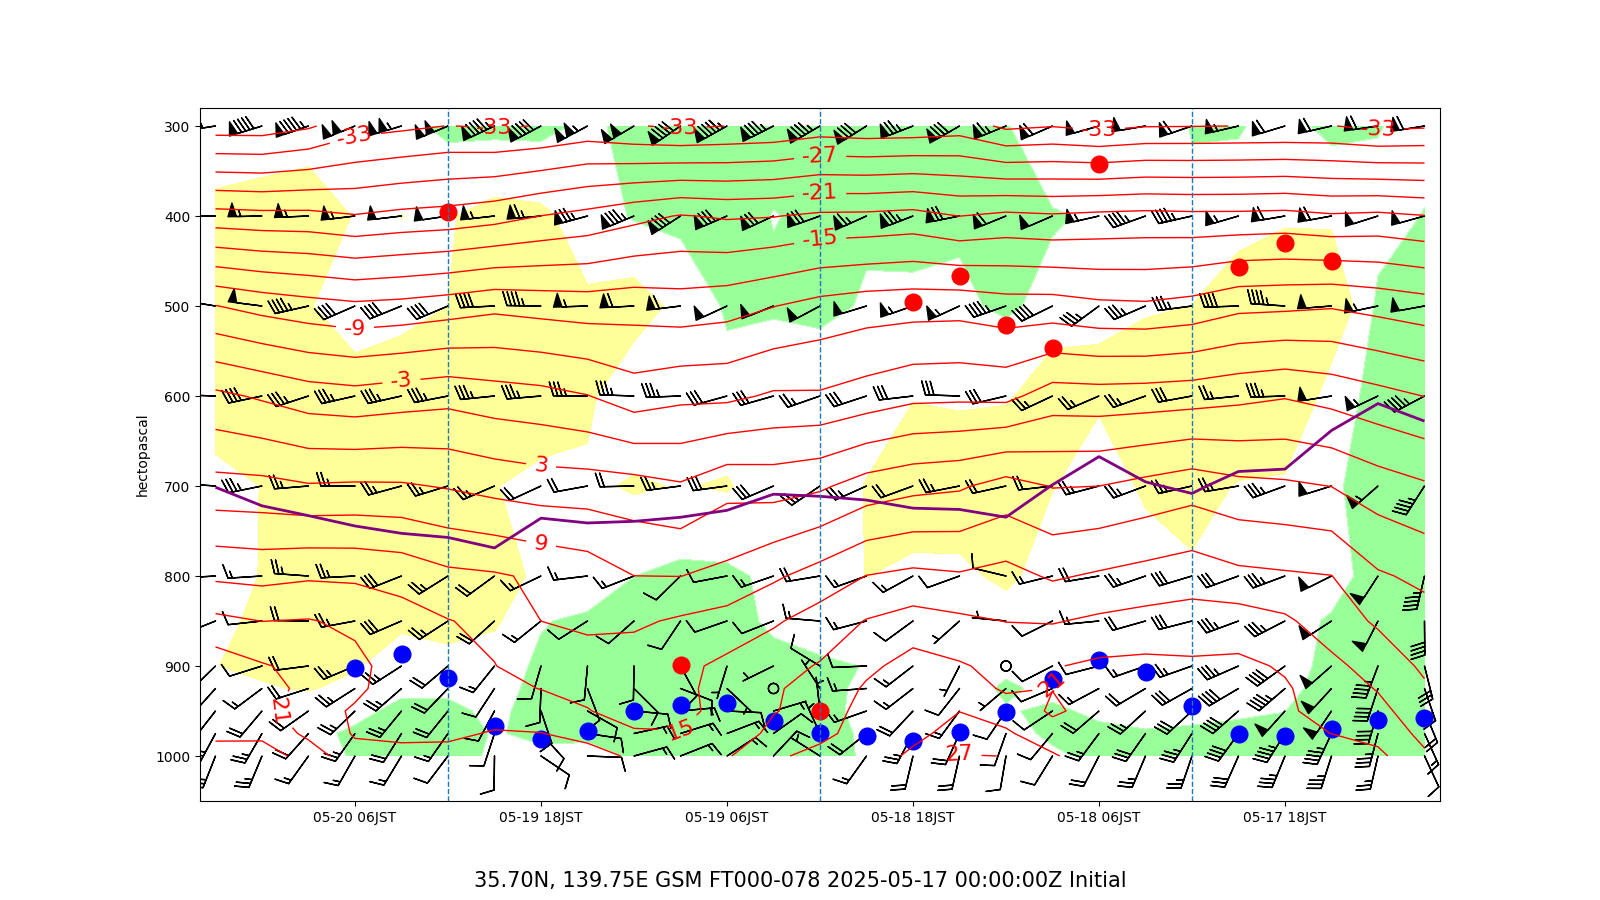 300
400
500
600
700
800
900
1000
hectopascal
-33
-33
-33
-33
-27
-21
-15
-9
-3
3
9
15
21
21
27
05-20 06JST
05-19 18JST
05-19 06JST
05-18 18JST
05-18 06JST
05-17 18JST
35.70N, 139.75E GSM FT000-078 2025-05-17 00:00:00Z Initial